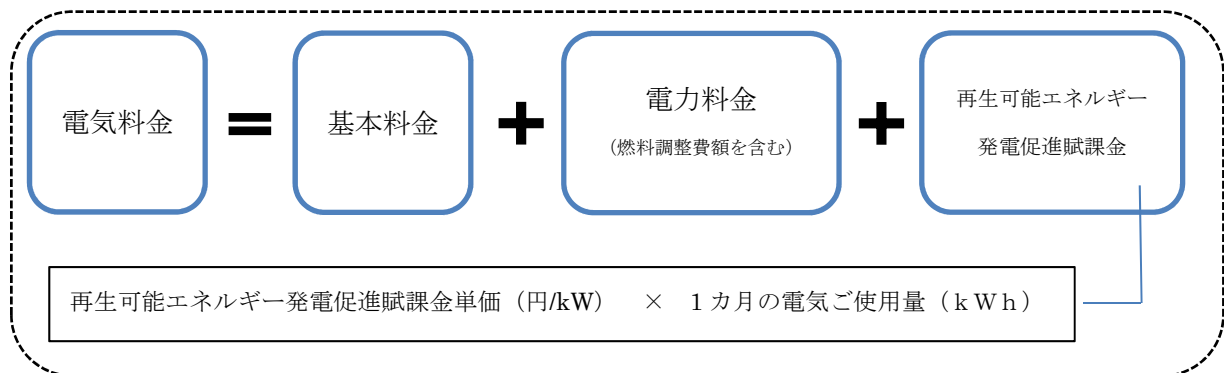 電気料金
=
基本料金
+
電力料金
(燃料調整費額を含む)
+
再生可能エネルギー
発電促進賦課金
再生可能エネルギー発電促進賦課金単価(円/kW) × 1カ月の電気ご使用量(kWh)